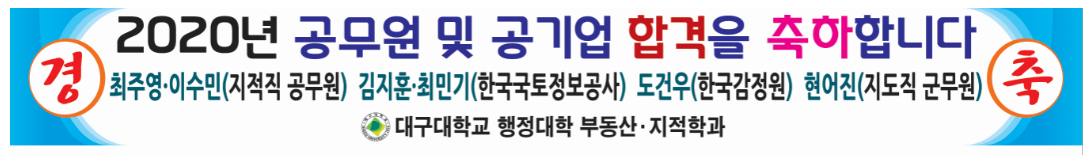 2020년 공무원 및 공기업 합격을 축하합니다
경
최주영·이수민(지적직 공무원) 김지훈·최민기(한국국토정보공사) 도건우(한국감정원) 현어진(지도직 군무원)
축
대구대학교 행정대학 부동산·지적학과